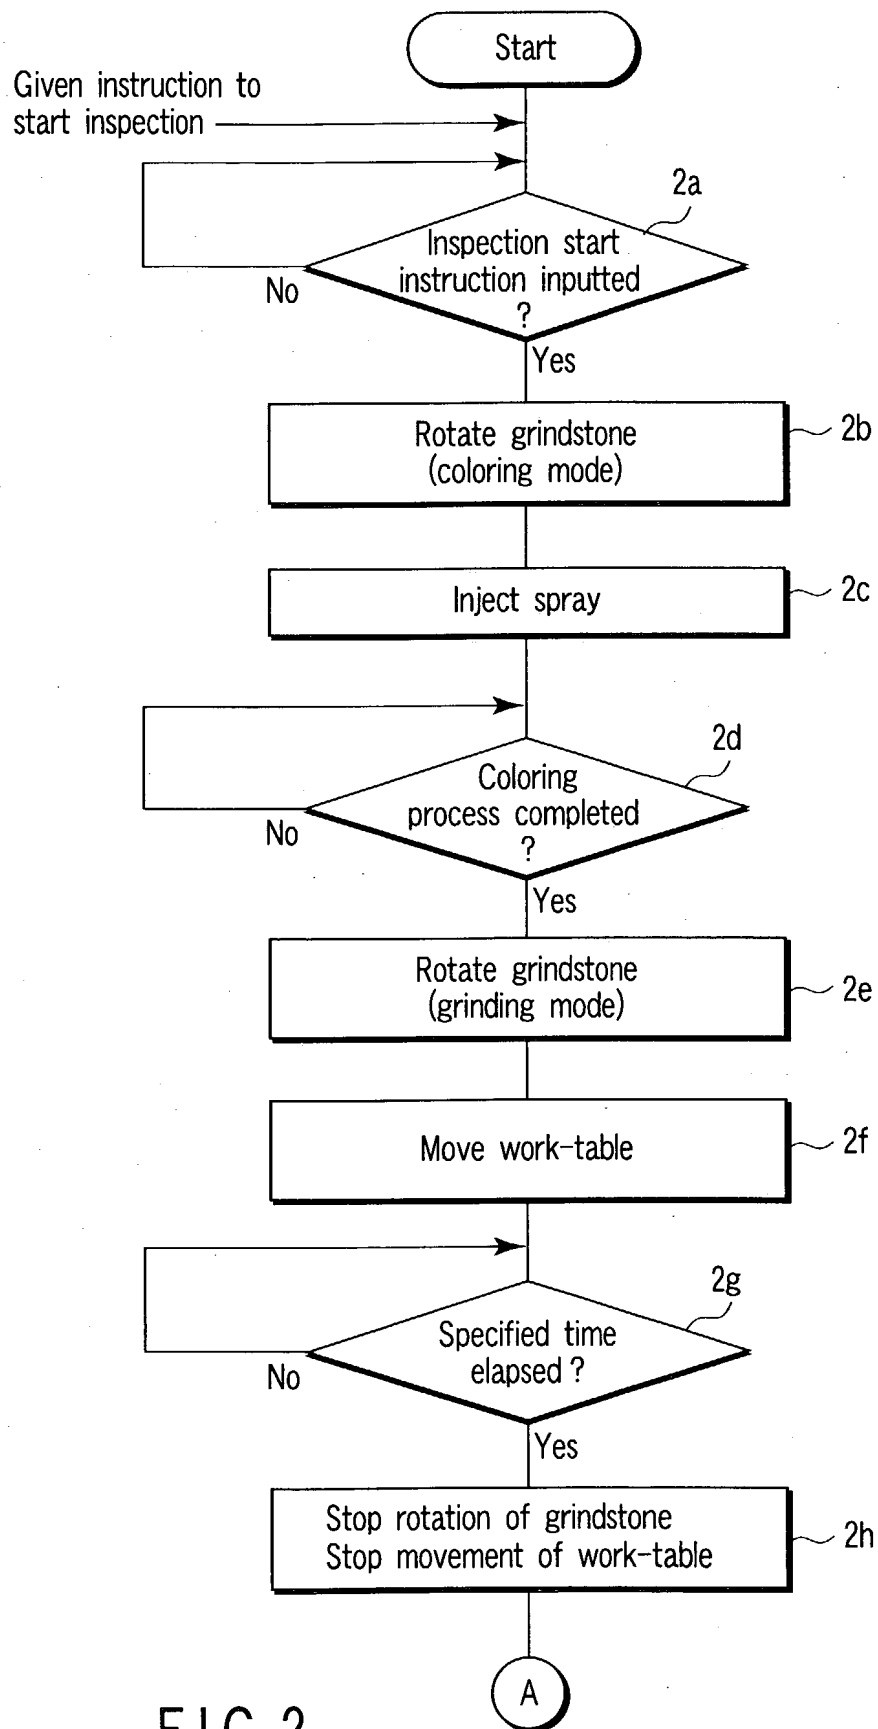 Start
Given instruction to
start inspection
2a
Inspection start
instruction inputted
?
No
Yes
Rotate grindstone
(coloring mode)
2b
Inject spray
2c
2d
Coloring
process completed
?
No
Yes
Rotate grindstone
(grinding mode)
2e
Move work-table
2f
2g
Specified time
elapsed ?
No
Yes
Stop rotation of grindstone
Stop movement of work-table
2h
A
FIG. 2